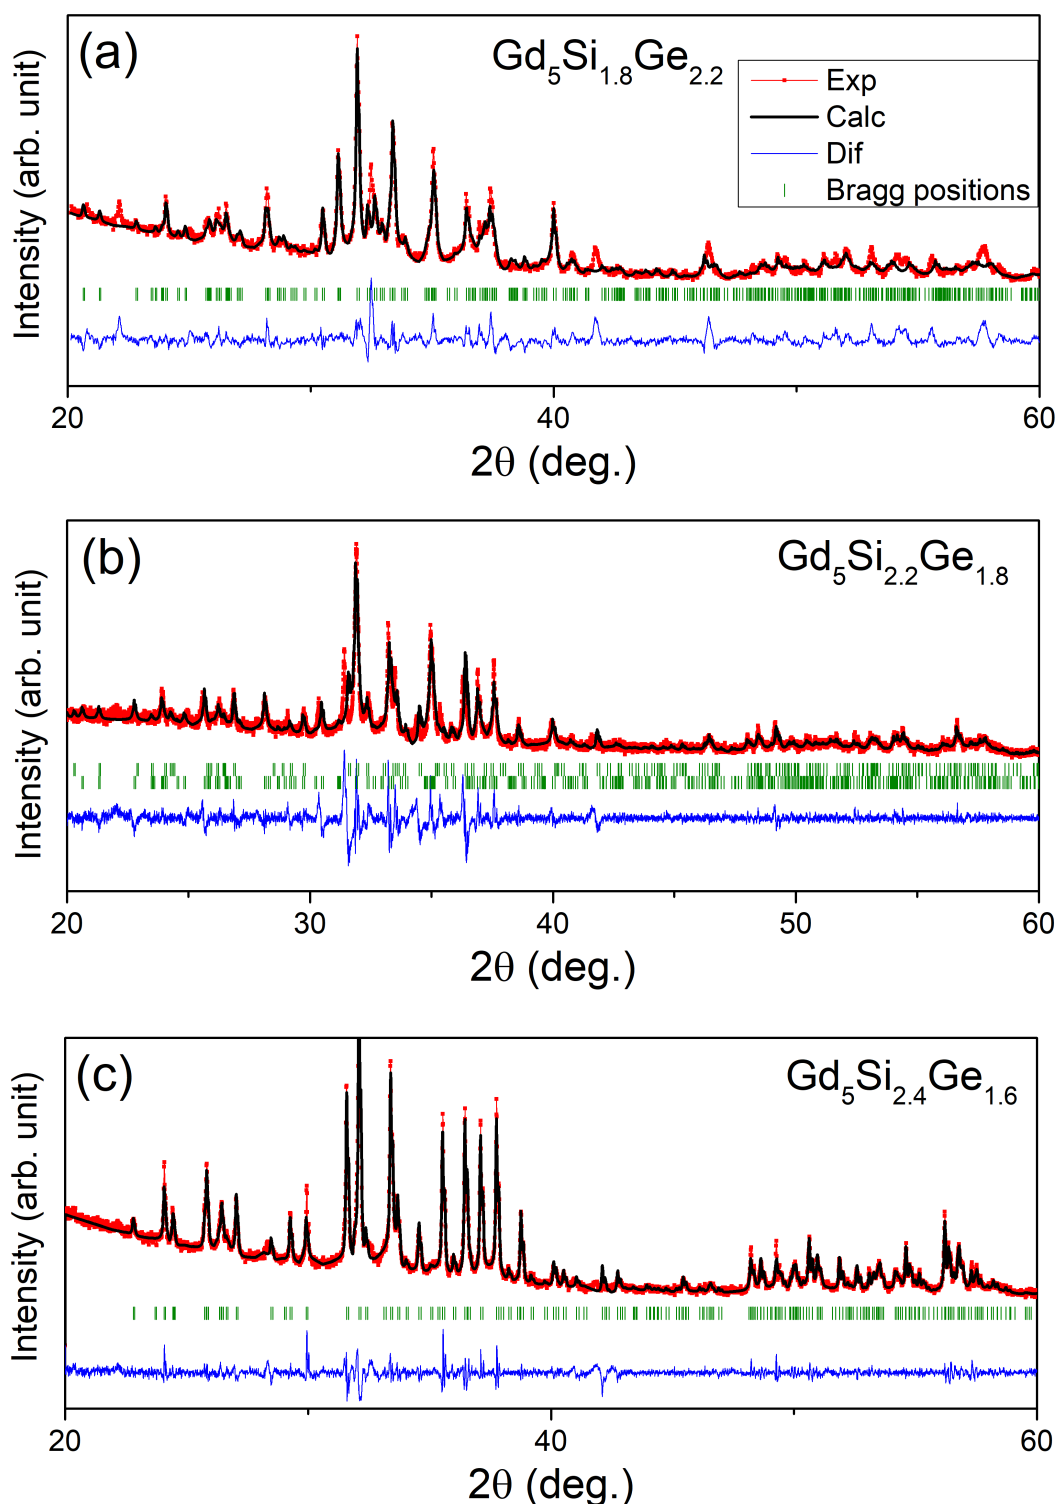 (a)
Gd5Si1.8Ge2.2
Exp
Calc
Dif
Bragg positions
Intensity (arb. unit)
20 40 60
2θ (deg.)
(b)
Gd5Si2.2Ge1.8
Intensity (arb. unit)
20 30 40 50 60
2θ (deg.)
(c)
Gd5Si2.4Ge1.6
Intensity (arb. unit)
20 40 60
2θ (deg.)